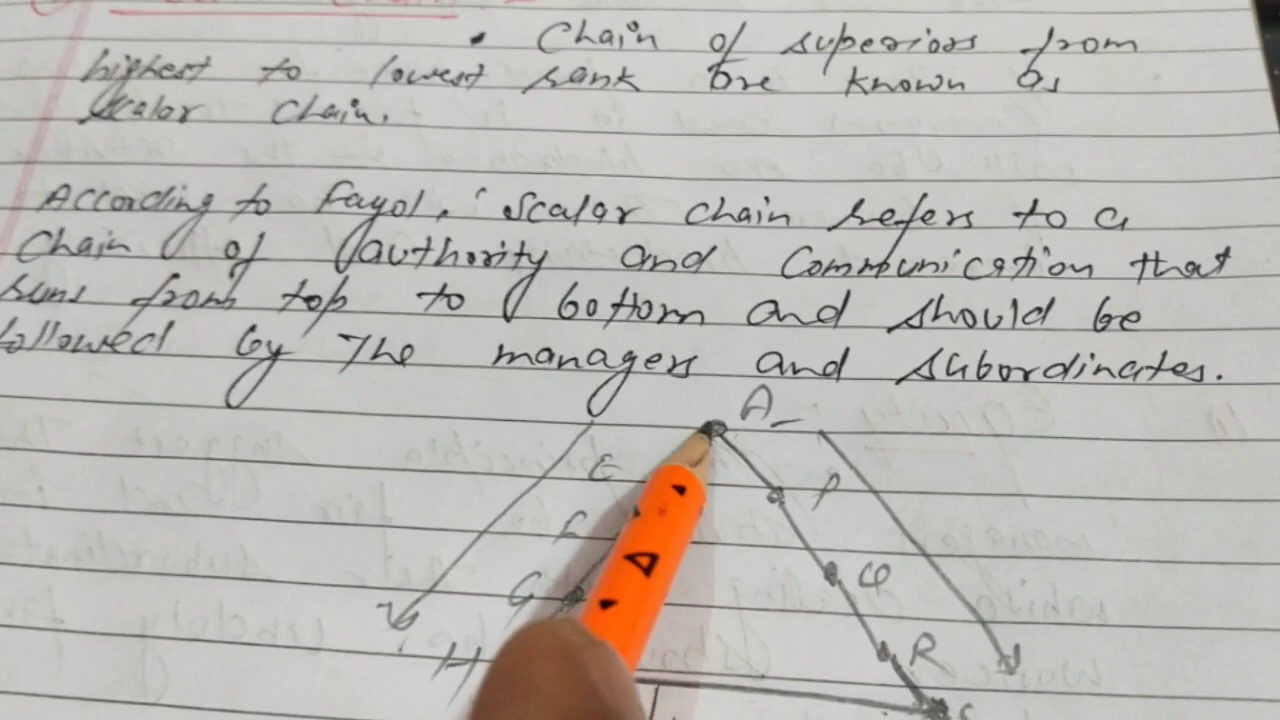 Chain of superiors from
highest to lowest rank are known as
Scalar Chain.
According to Fayol, ‘Scalar chain refers to a
Chain of authority and Communication that
runs from top to bottom and should be
followed by The managers and subordinates.
A
E
P
F
Q
G
R
H
S